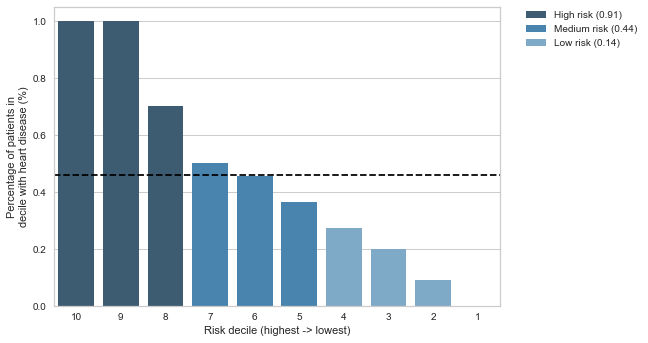 High risk (0.91)
Medium risk (0.44)
Low risk (0.14)
Percentage of patients in
decile with heart disease (%)
1.0
0.8
0.6
0.4
0.2
0.0
10 9 8 7 6 5 4 3 2 1
Risk decile (highest -> lowest)